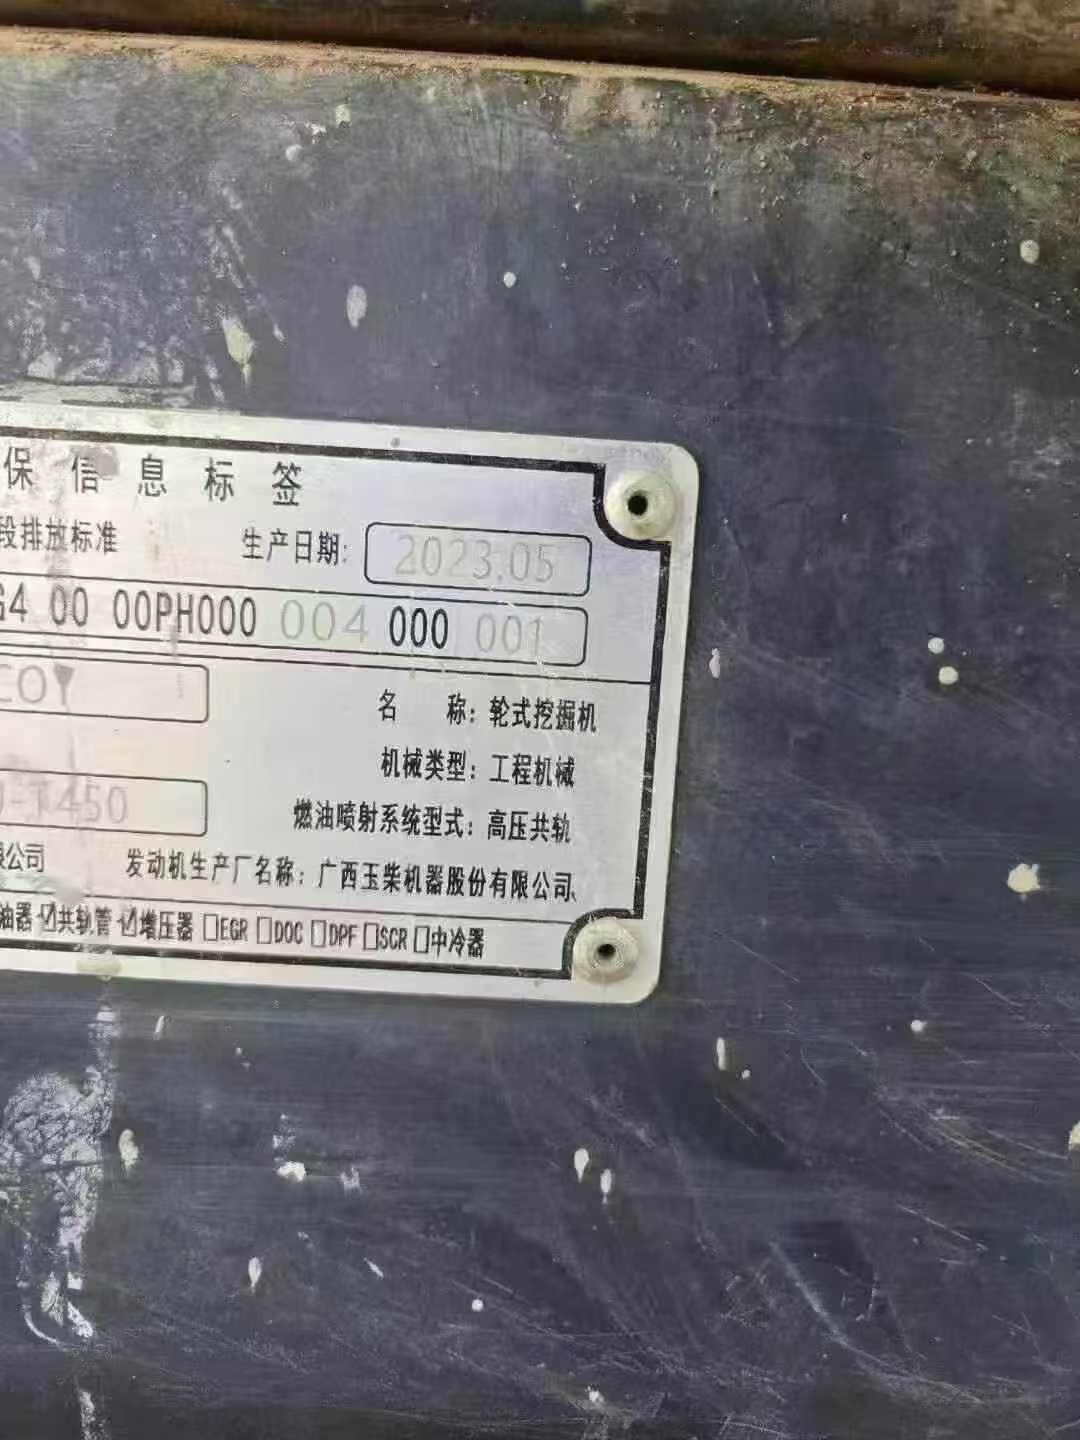 保信息标签
段排放标准 生产日期: 2023.05
G4 00 00PH000 004 000 001
COY
名 称: 轮式挖掘机
机械类型: 工程机械
-1450
燃油喷射系统型式: 高压共轨
限公司 发动机生产厂名称: 广西玉柴机器股份有限公司
油器 ☑共轨管 ☑增压器 □EGR □DOC □DPF □SCR □中冷器